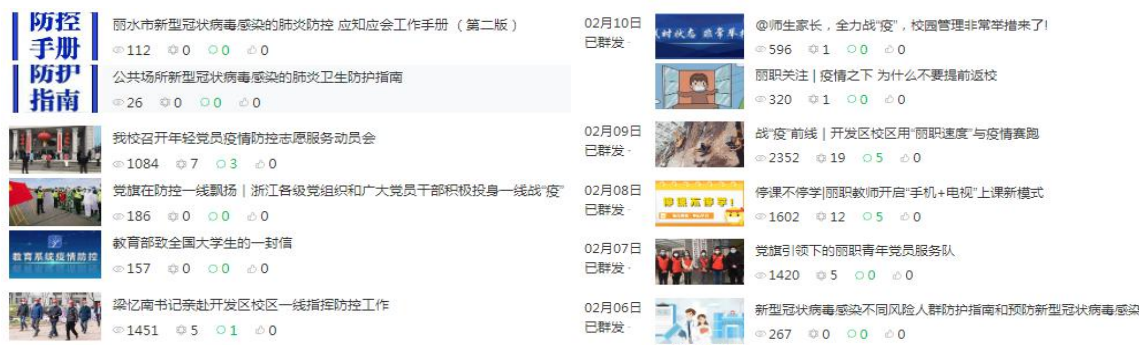 防控
手册
丽水市新型冠状病毒感染的肺炎防控 应知应会工作手册 （第二版）
112 0 0 0
防护
指南
公共场所新型冠状病毒感染的肺炎卫生防护指南
26 0 0 0
我校召开年轻党员疫情防控志愿服务动员会
1084 7 3 0
党旗在防控一线飘扬｜浙江各级党组织和广大党员干部积极投身一线战“疫”
186 0 0 0
教育系统疫情防控
教育部致全国大学生的一封信
157 0 0 0
梁忆南书记亲赴开发区校区一线指挥防控工作
1451 5 1 0
02月10日
已群发
时状态 非常举
@师生家长，全力战“疫”，校园管理非常举措来了!
596 1 0 0
丽职关注 | 疫情之下 为什么不要提前返校
320 1 0 0
02月09日
已群发 -
战“疫”前线 | 开发区校区用“丽职速度”与疫情赛跑
2352 19 5 0
02月08日
已群发 -
停课不停学!
停课不停学|丽职教师开启“手机+电视”上课新模式
1602 12 5 0
02月07日
已群发 -
党旗引领下的丽职青年党员服务队
1420 5 0 0
02月06日
已群发 -
新型冠状病毒感染不同风险人群防护指南和预防新型冠状病毒感染
267 0 0 0